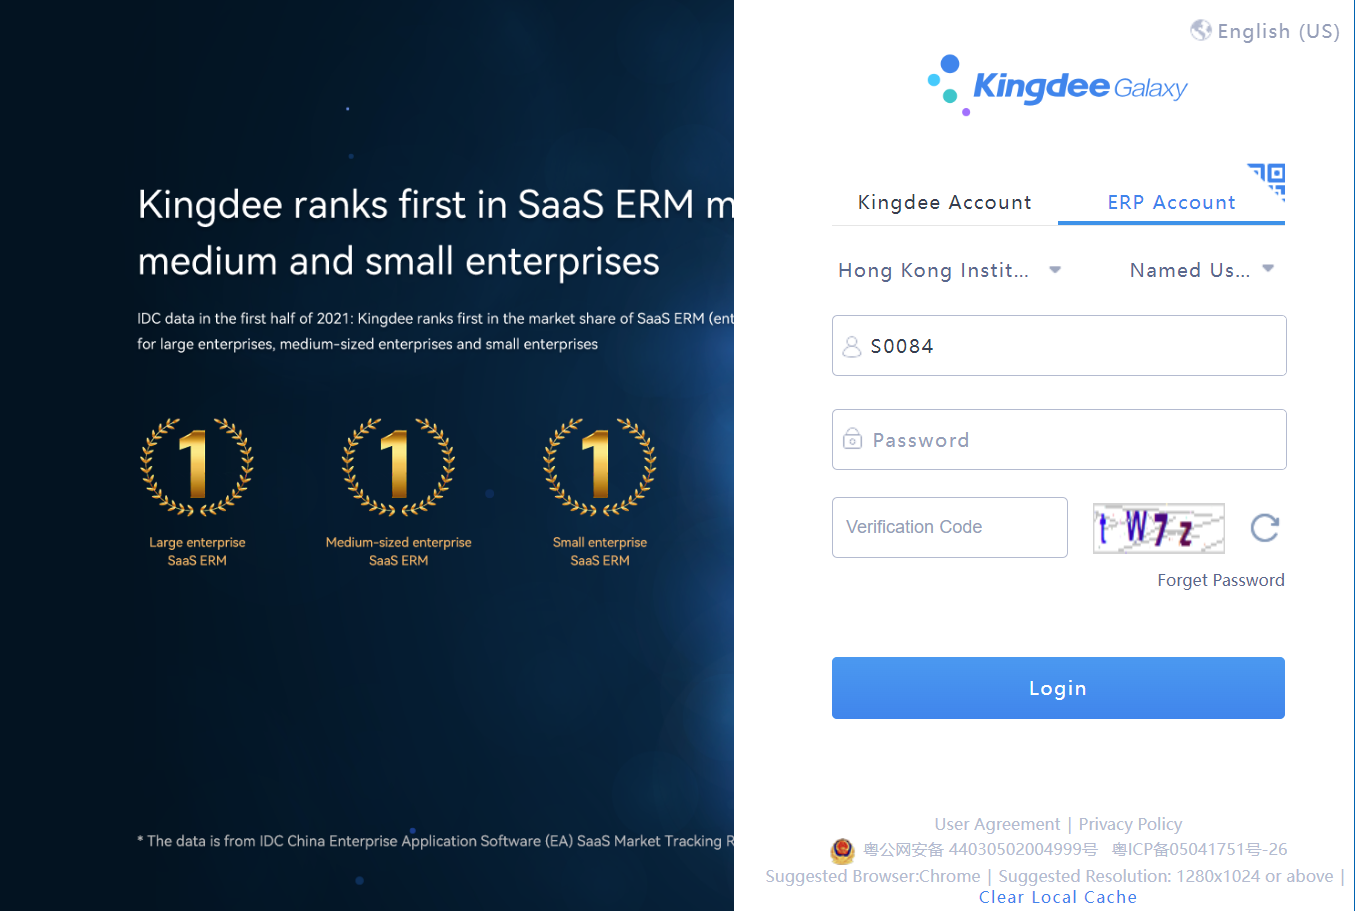 English (US)
Kingdee Galaxy
Kingdee Account
ERP Account
Hong Kong Instit...
Named Us...
S0084
Password
Verification Code
t W 7 z
Forget Password
Login
User Agreement | Privacy Policy
粤公网安备 44030502004999号 粤ICP备05041751号-26
Suggested Browser:Chrome | Suggested Resolution: 1280x1024 or above |
Clear Local Cache
Kingdee ranks first in SaaS ERM m
medium and small enterprises
IDC data in the first half of 2021: Kingdee ranks first in the market share of SaaS ERM (ent
for large enterprises, medium-sized enterprises and small enterprises
1
Large enterprise
SaaS ERM
1
Medium-sized enterprise
SaaS ERM
1
Small enterprise
SaaS ERM
* The data is from IDC China Enterprise Application Software (EA) SaaS Market Tracking R